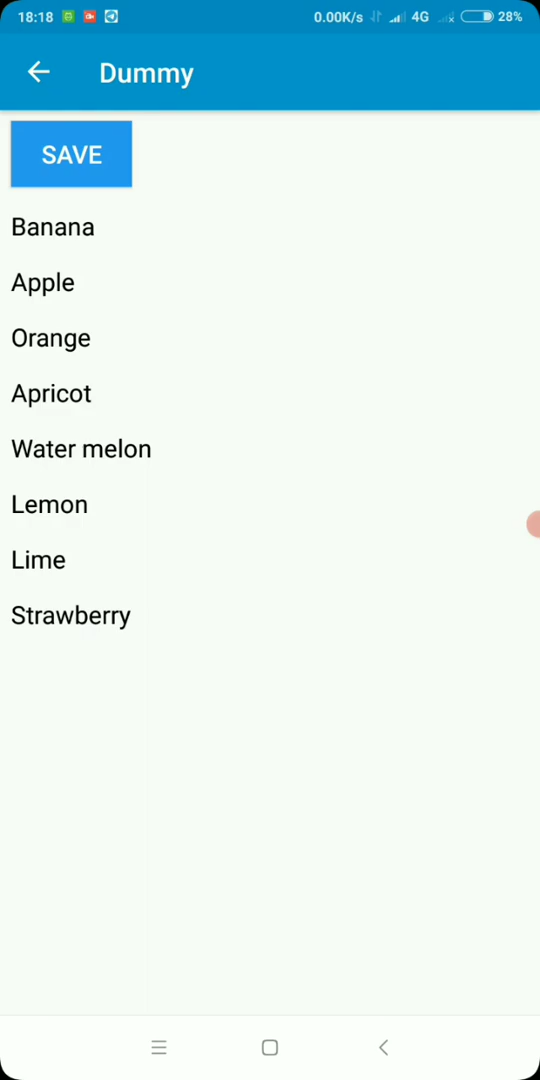 18:18 0.00K/s 4G 28%
Dummy
SAVE
Banana
Apple
Orange
Apricot
Water melon
Lemon
Lime
Strawberry